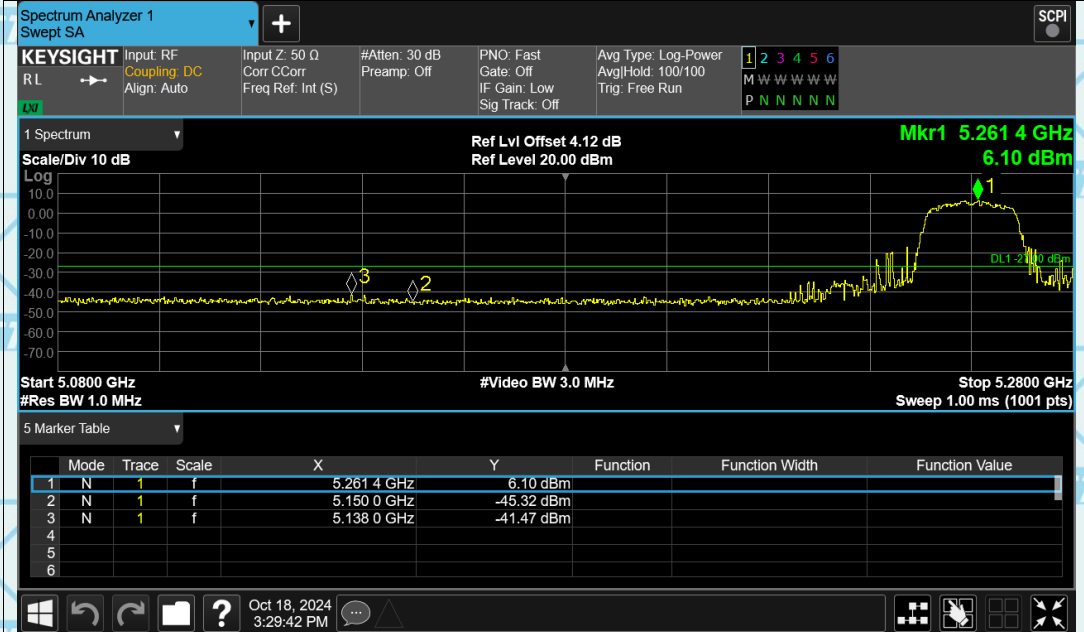 Spectrum Analyzer 1
Swept SA
+
SCPI
KEYSIGHT
R L
LXI
Input: RF
Coupling: DC
Align: Auto
Input Z: 50 Ω
Corr CCorr
Freq Ref: Int (S)
#Atten: 30 dB
Preamp: Off
PNO: Fast
Gate: Off
IF Gain: Low
Sig Track: Off
Avg Type: Log-Power
Avg|Hold: 100/100
Trig: Free Run
1 2 3 4 5 6
M W W W W W
P N N N N N
1 Spectrum
Scale/Div 10 dB
Ref Lvl Offset 4.12 dB
Ref Level 20.00 dBm
Mkr1 5.261 4 GHz
6.10 dBm
Log
10.0
0.00
-10.0
-20.0
-30.0
-40.0
-50.0
-60.0
-70.0
1
3
2
Start 5.0800 GHz
#Video BW 3.0 MHz
Stop 5.2800 GHz
#Res BW 1.0 MHz
Sweep 1.00 ms (1001 pts)
5 Marker Table
Mode Trace Scale X Y Function Function Width Function Value
1 N 1 f 5.261 4 GHz 6.10 dBm
2 N 1 f 5.150 0 GHz -45.32 dBm
3 N 1 f 5.138 0 GHz -41.47 dBm
4
5
6
?
Oct 18, 2024
3:29:42 PM